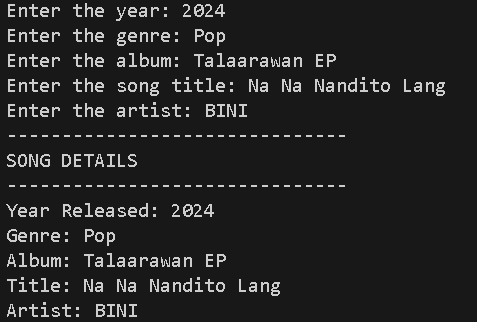 Enter the year: 2024
Enter the genre: Pop
Enter the album: Talaarawan EP
Enter the song title: Na Na Nandito Lang
Enter the artist: BINI
-------------------------------
SONG DETAILS
-------------------------------
Year Released: 2024
Genre: Pop
Album: Talaarawan EP
Title: Na Na Nandito Lang
Artist: BINI